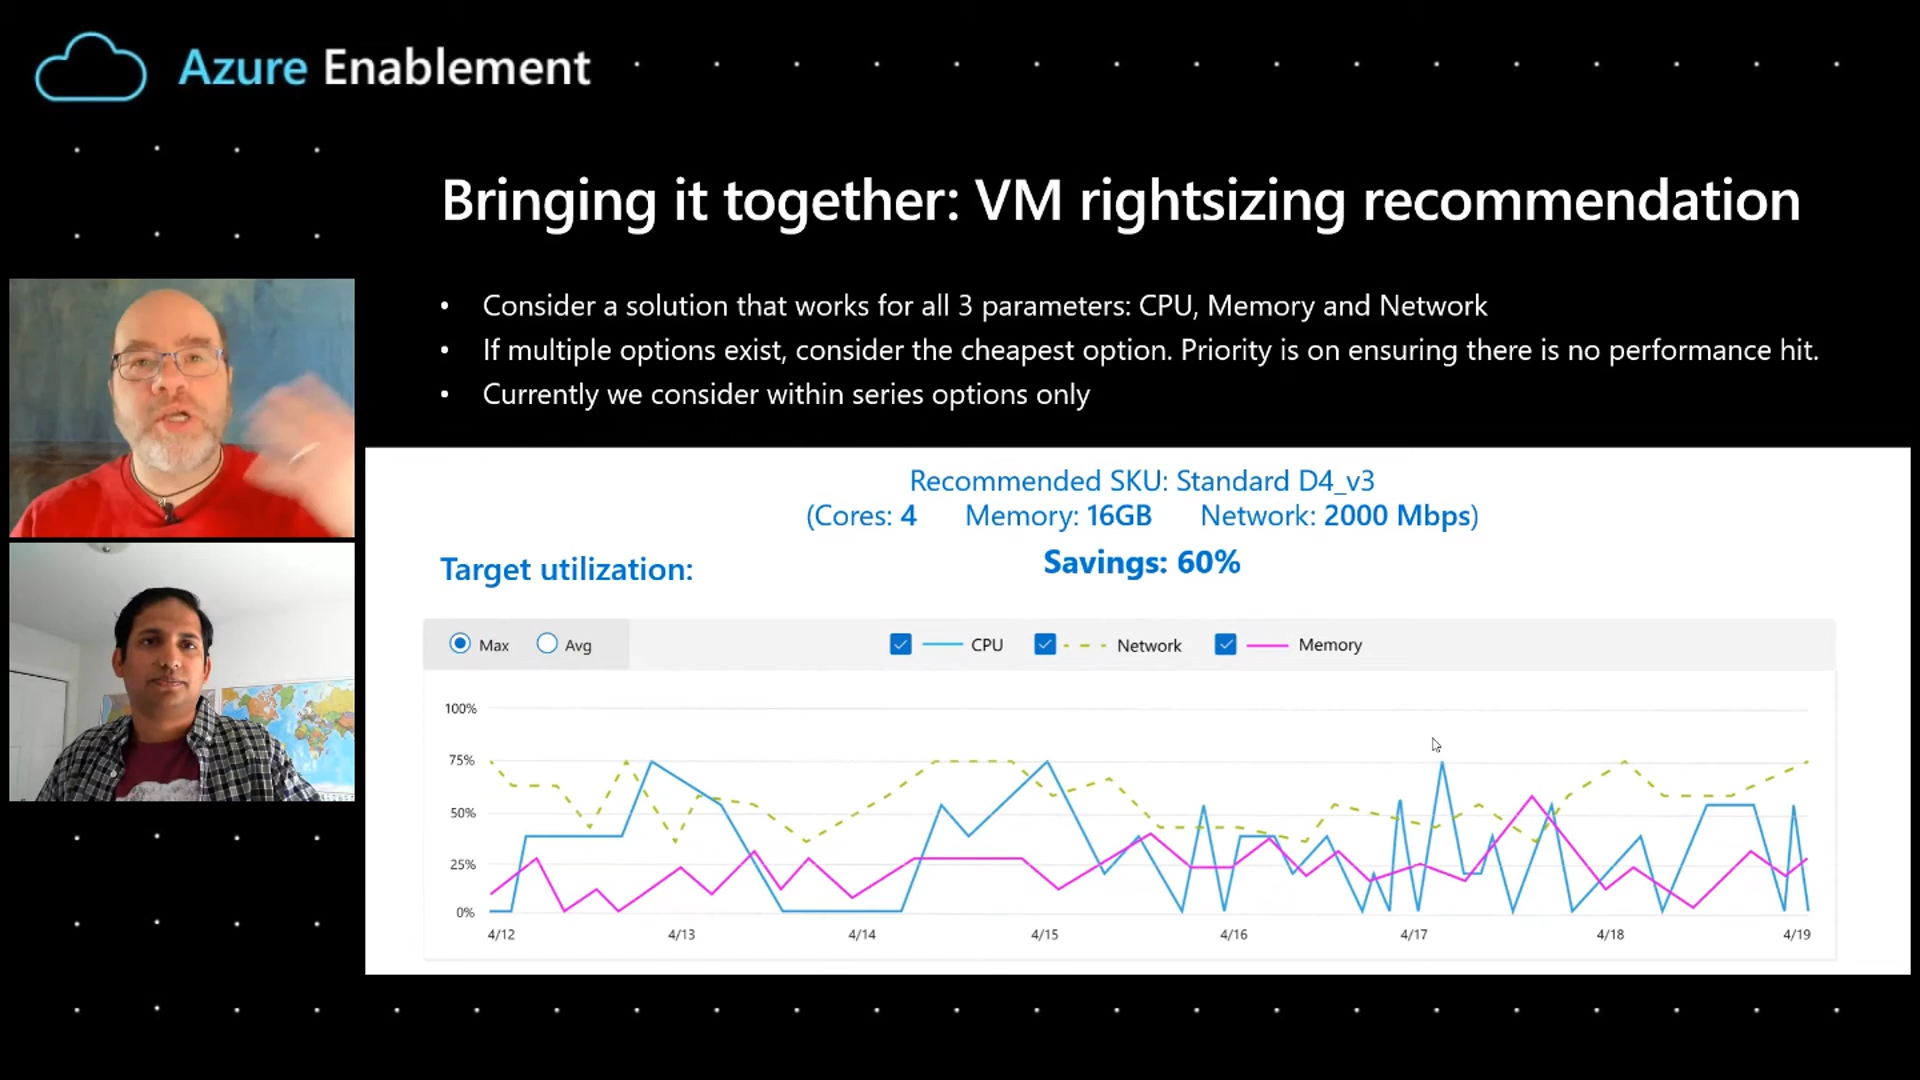 Azure Enablement
Bringing it together: VM rightsizing recommendation
• Consider a solution that works for all 3 parameters: CPU, Memory and Network
• If multiple options exist, consider the cheapest option. Priority is on ensuring there is no performance hit.
• Currently we consider within series options only
Recommended SKU: Standard D4_v3
(Cores: 4 Memory: 16GB Network: 2000 Mbps)
Savings: 60%
Target utilization:
Max Avg CPU Network Memory
100%
75%
50%
25%
0%
4/12 4/13 4/14 4/15 4/16 4/17 4/18 4/19